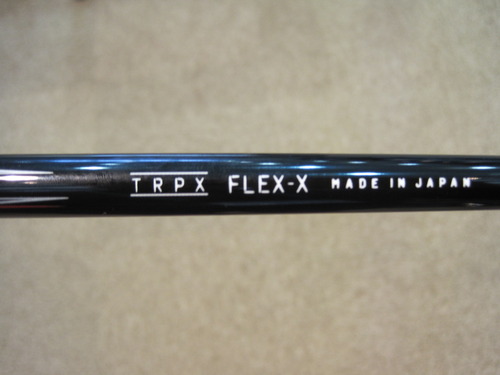 TRPX FLEX-X MADE IN JAPAN